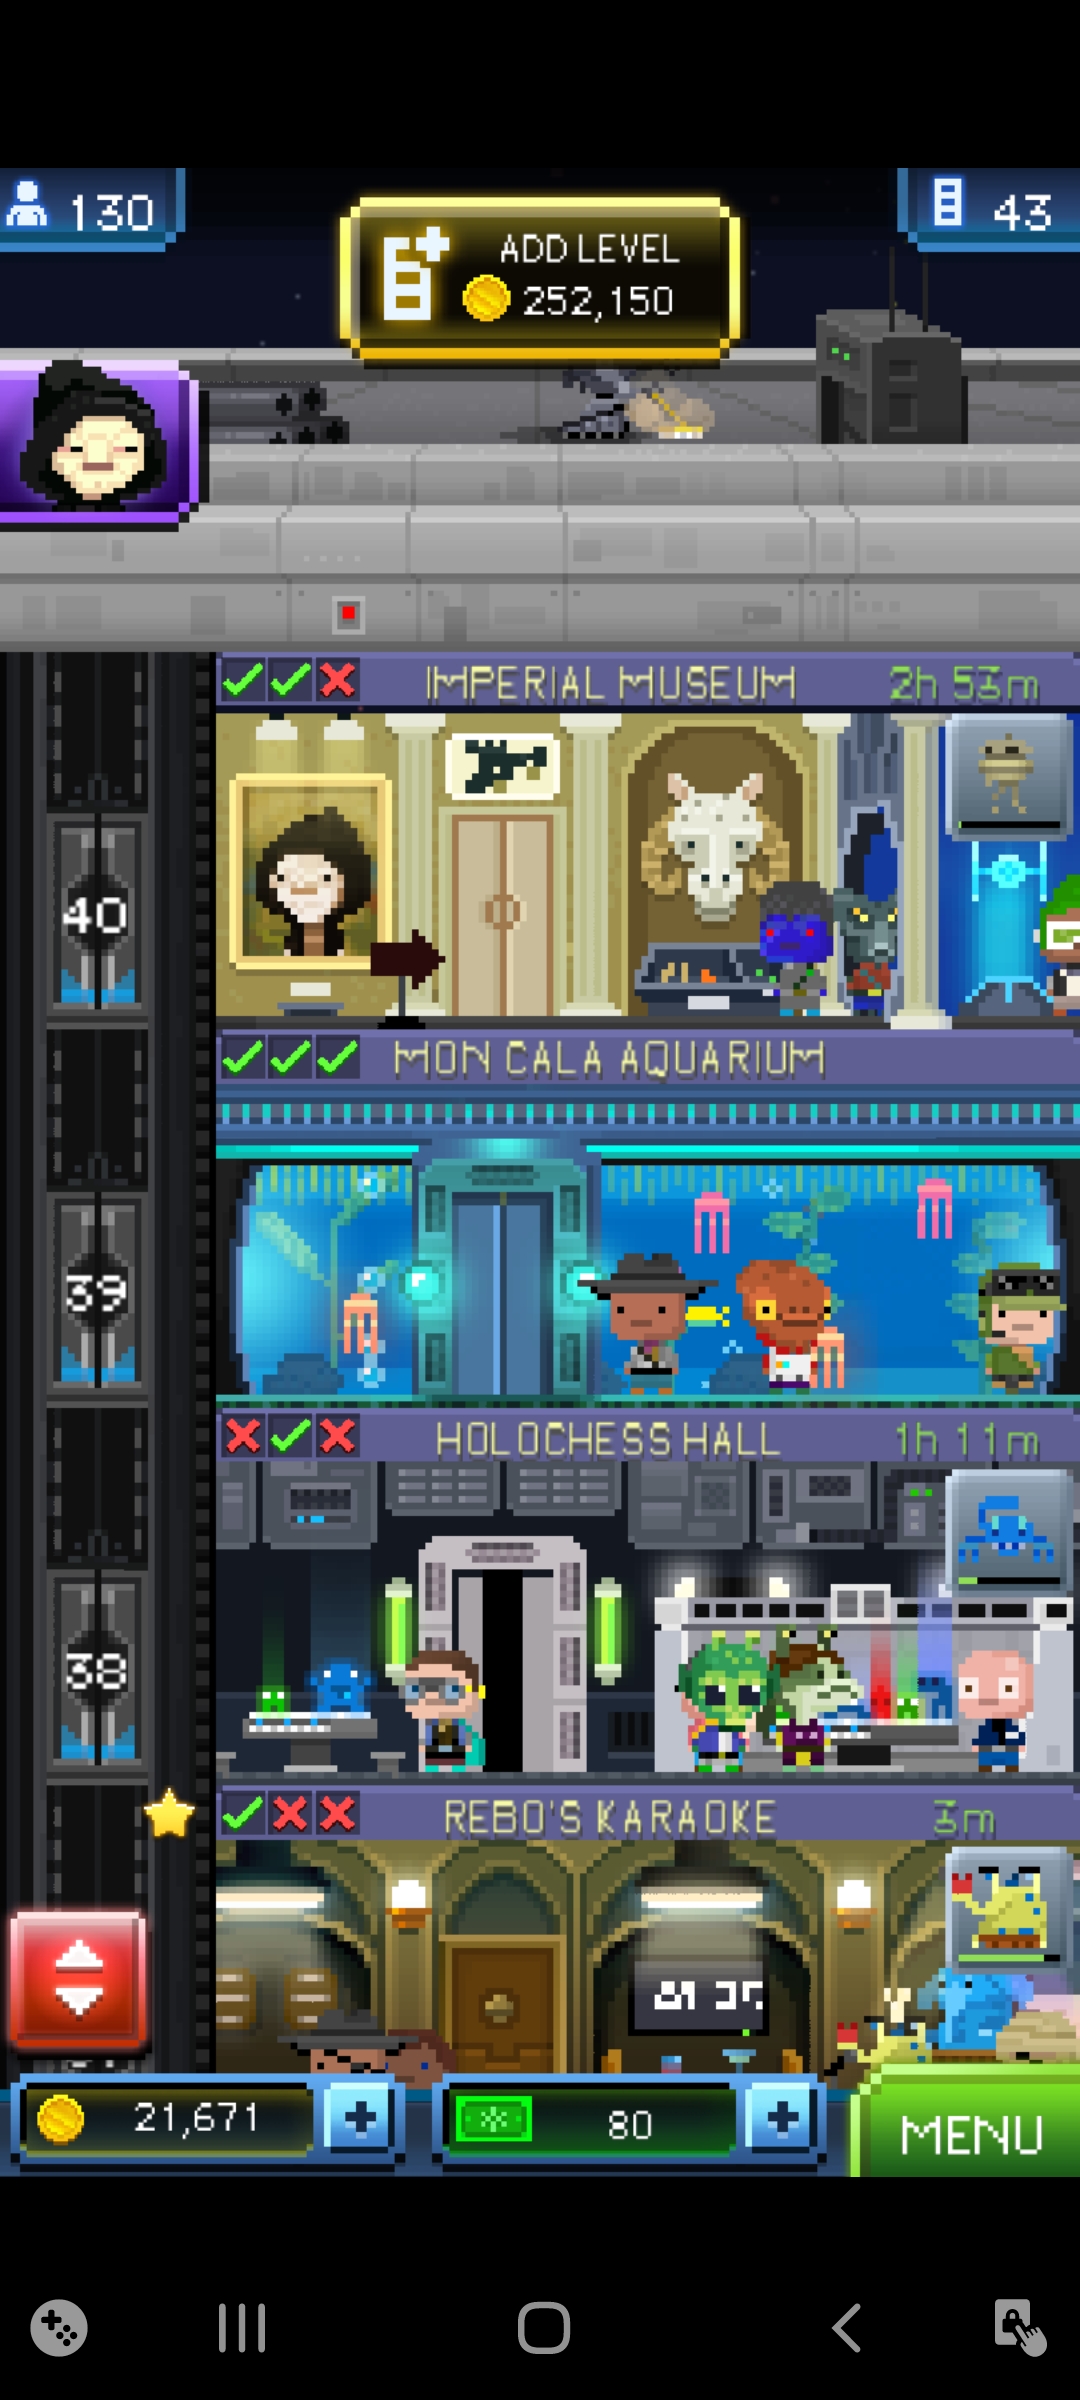 130
ADD LEVEL
252,150
43
IMPERIAL MUSEUM
2h 53m
40
MON CALA AQUARIUM
39
HOLOCHESS HALL
1h 11m
38
REBO'S KARAOKE
3m
21,671
80
MENU